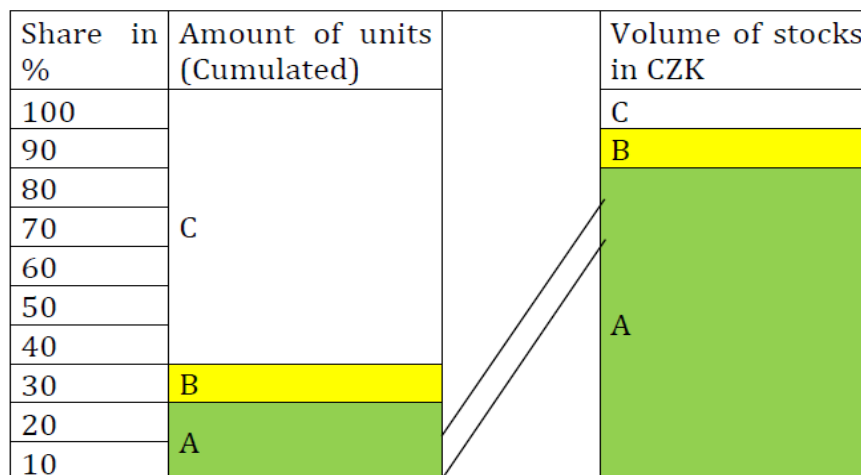 Share in % Amount of units (Cumulated) Volume of stocks in CZK
100 C
90 B
80
70 C
60
50
40 A
30 B
20 A
10